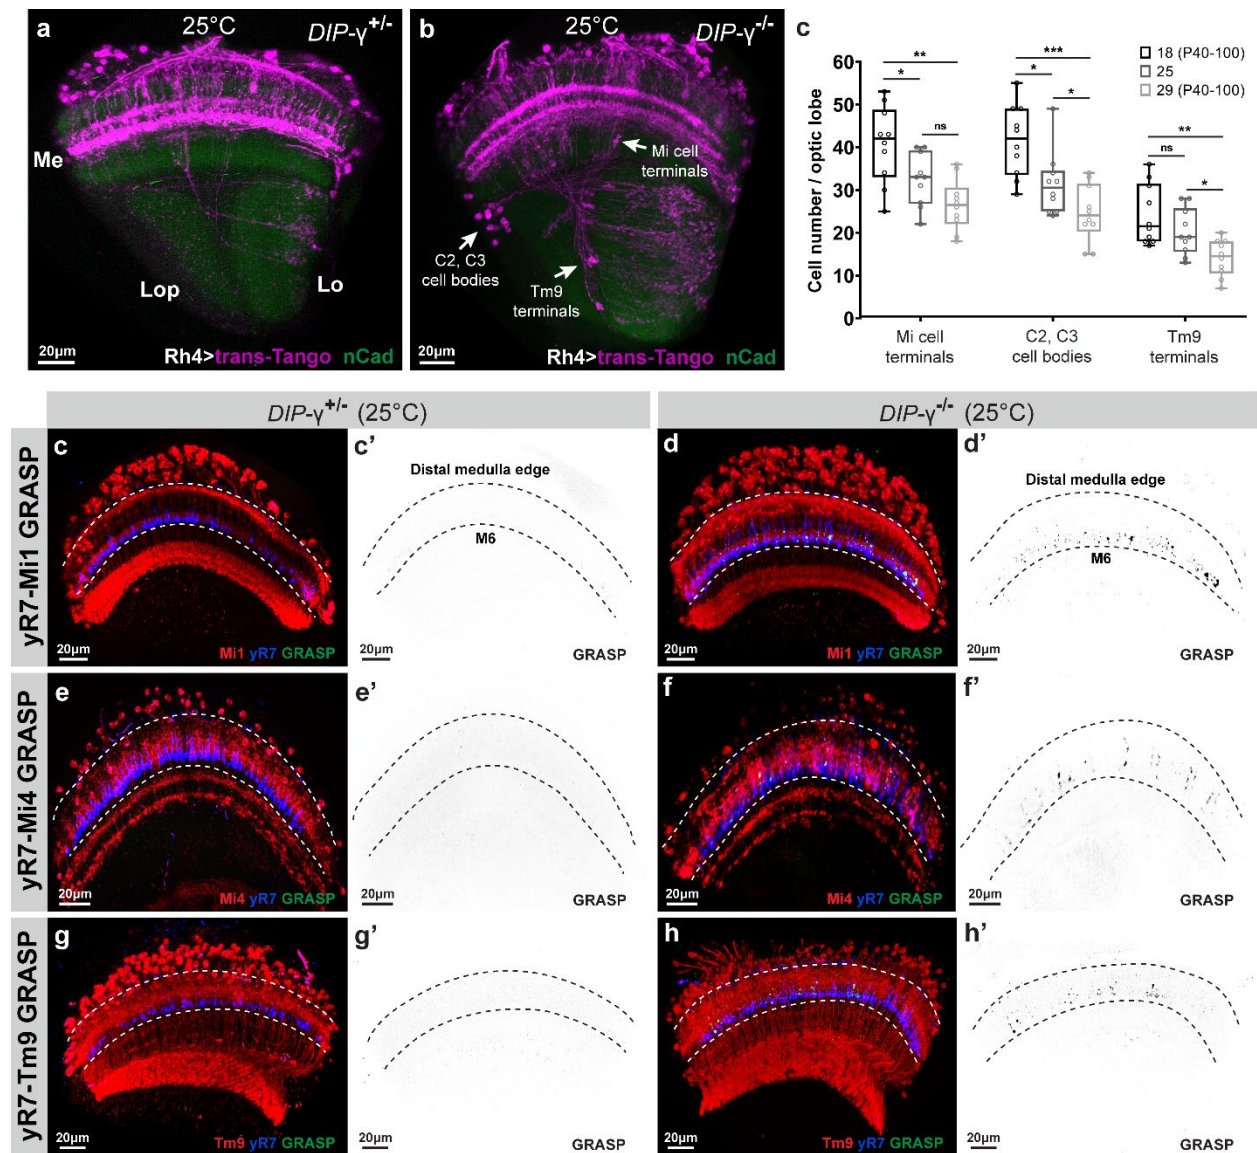 a
25°C
DIP-γ+/-
Me
Lop
Lo
20µm
Rh4>trans-Tango nCad
b
25°C
DIP-γ-/-
Mi cell
terminals
C2, C3
cell bodies
Tm9
terminals
20µm
Rh4>trans-Tango nCad
c
18 (P40-100)
25
29 (P40-100)
Cell number / optic lobe
60
50
40
30
20
10
0
**
*
ns
***
*
*
**
ns
*
Mi cell
terminals
C2, C3
cell bodies
Tm9
terminals
DIP-γ+/- (25°C)
DIP-γ-/- (25°C)
yR7-Mi1 GRASP
c
20µm
Mi1 yR7 GRASP
c’
Distal medulla edge
M6
20µm
GRASP
d
20µm
Mi1 yR7 GRASP
d’
Distal medulla edge
M6
20µm
GRASP
yR7-Mi4 GRASP
e
20µm
Mi4 yR7 GRASP
e’
20µm
GRASP
f
20µm
Mi4 yR7 GRASP
f’
20µm
GRASP
yR7-Tm9 GRASP
g
20µm
Tm9 yR7 GRASP
g’
20µm
GRASP
h
20µm
Tm9 yR7 GRASP
h’
20µm
GRASP